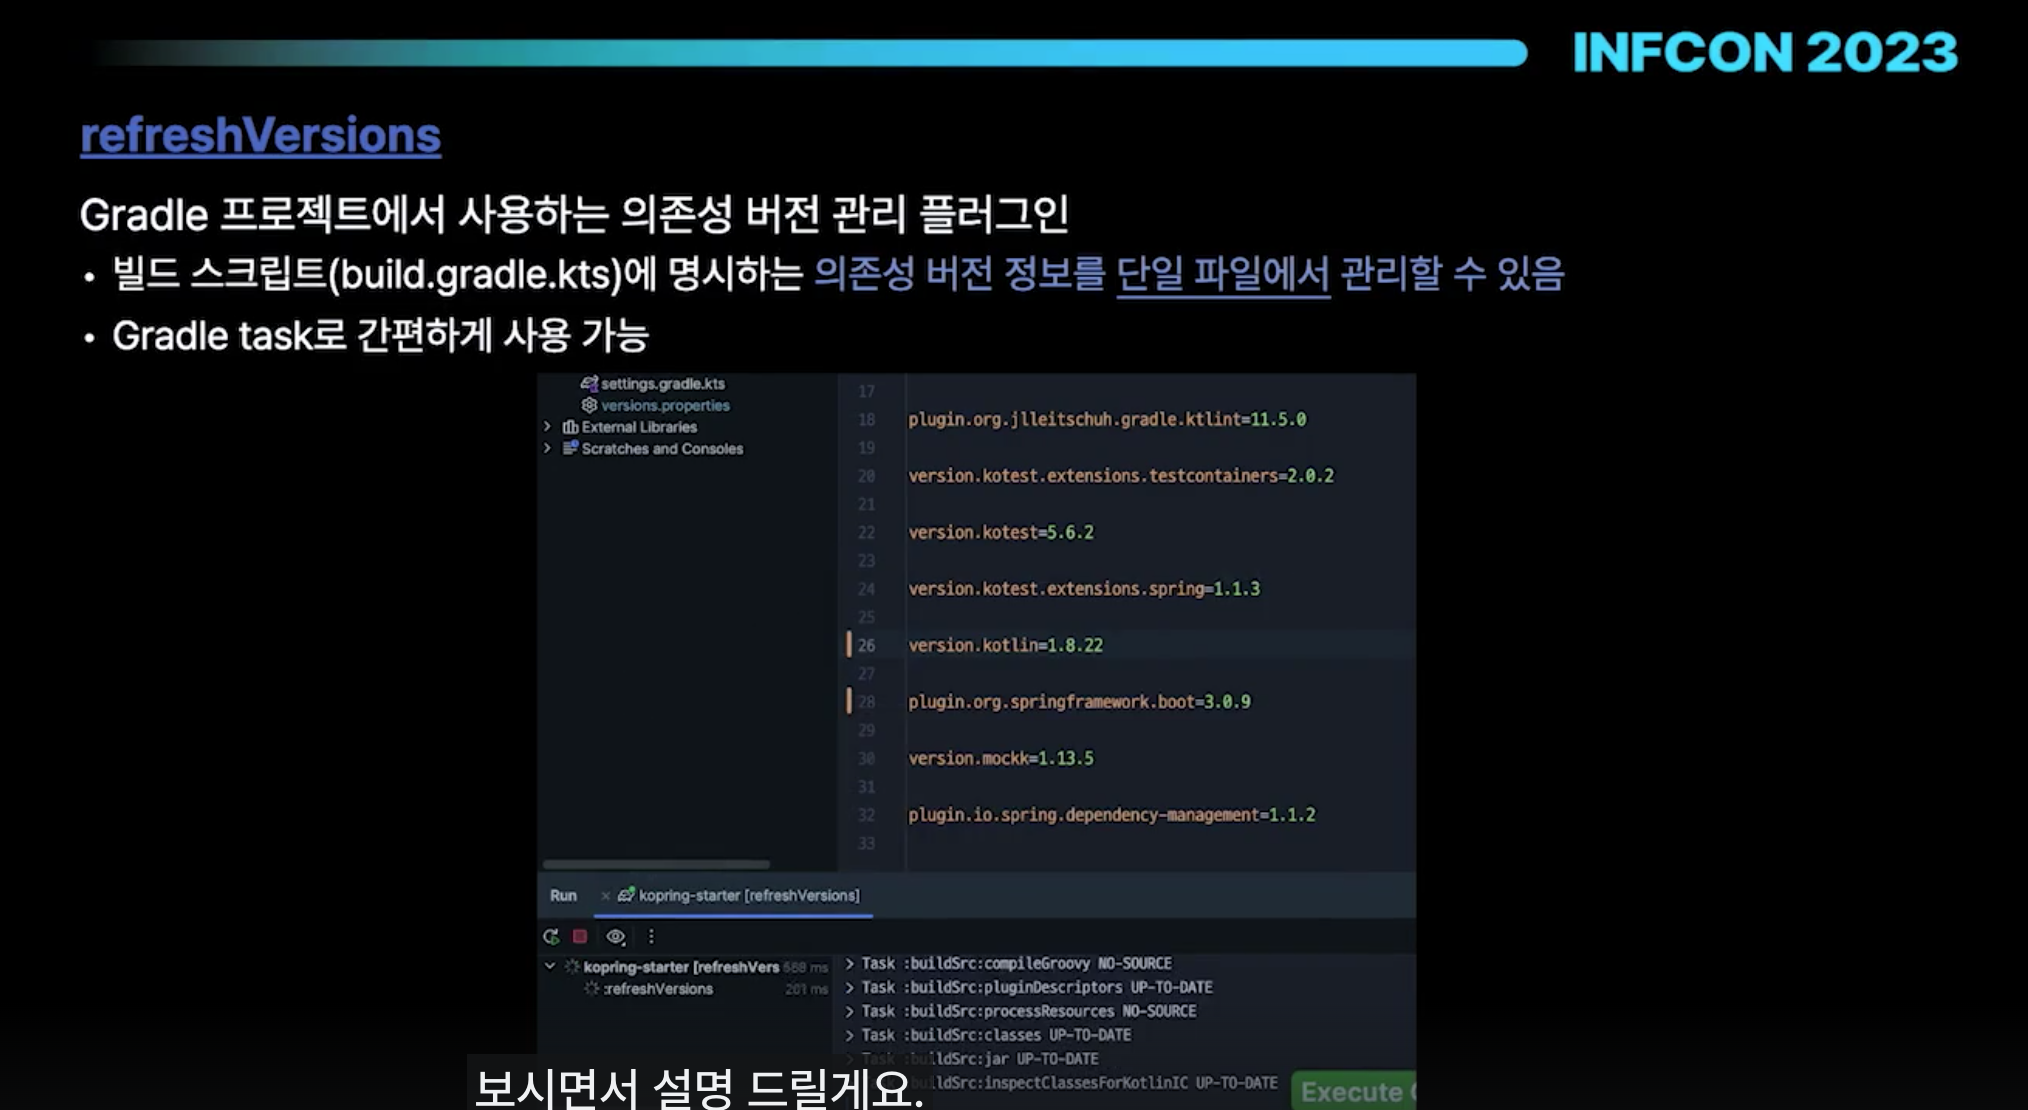 INFCON 2023
refreshVersions
Gradle 프로젝트에서 사용하는 의존성 버전 관리 플러그인
• 빌드 스크립트(build.gradle.kts)에 명시하는 의존성 버전 정보를 단일 파일에서 관리할 수 있음
• Gradle task로 간편하게 사용 가능
settings.gradle.kts
versions.properties
External Libraries
Scratches and Consoles
17
18 plugin.org.jlleitschuh.gradle.ktlint=11.5.0
19
20 version.kotest.extensions.testcontainers=2.0.2
21
22 version.kotest=5.6.2
23
24 version.kotest.extensions.spring=1.1.3
25
26 version.kotlin=1.8.22
27
28 plugin.org.springframework.boot=3.0.9
29
30 version.mockk=1.13.5
31
32 plugin.io.spring.dependency-management=1.1.2
33
Run
kopring-starter [refreshVersions]
kopring-starter [refreshVers 568 ms
:refreshVersions 201 ms
> Task :buildSrc:compileGroovy NO-SOURCE
> Task :buildSrc:pluginDescriptors UP-TO-DATE
> Task :buildSrc:processResources NO-SOURCE
> Task :buildSrc:classes UP-TO-DATE
> Task :buildSrc:jar UP-TO-DATE
ldSrc:inspectClassesForKotlinIC UP-TO-DATE
Execute
보시면서 설명 드릴게요.